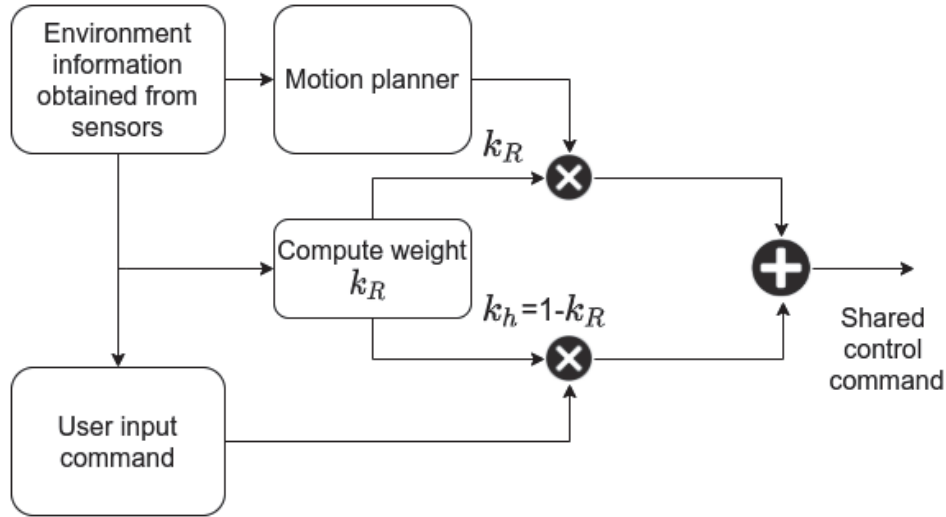 Environment
information
obtained from
sensors
Motion planner
k_R
Compute weight
k_R
k_h=1-k_R
Shared
control
command
User input
command